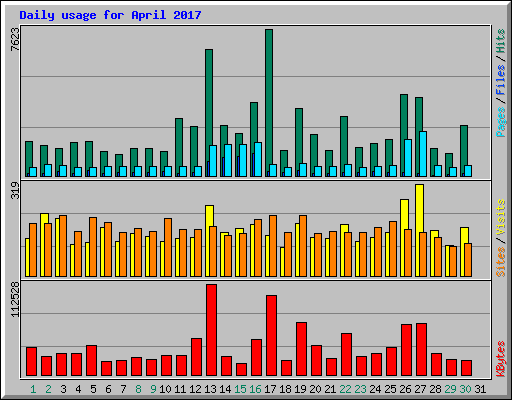 Daily usage for April 2017
7623
Pages / Files / Hits
319
Sites / Visits
112528
KBytes
1 2 3 4 5 6 7 8 9 10 11 12 13 14 15 16 17 18 19 20 21 22 23 24 25 26 27 28 29 30 31